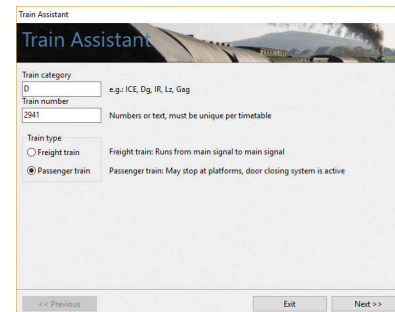 Train Assistant
Train Assistant
Train category
D
e.g.: ICE, Dg, IR, Lz, Gag
Train number
2941
Numbers or text, must be unique per timetable
Train type
Freight train
Freight train: Runs from main signal to main signal
Passenger train
Passenger train: May stop at platforms, door closing system is active
<< Previous
Exit
Next >>